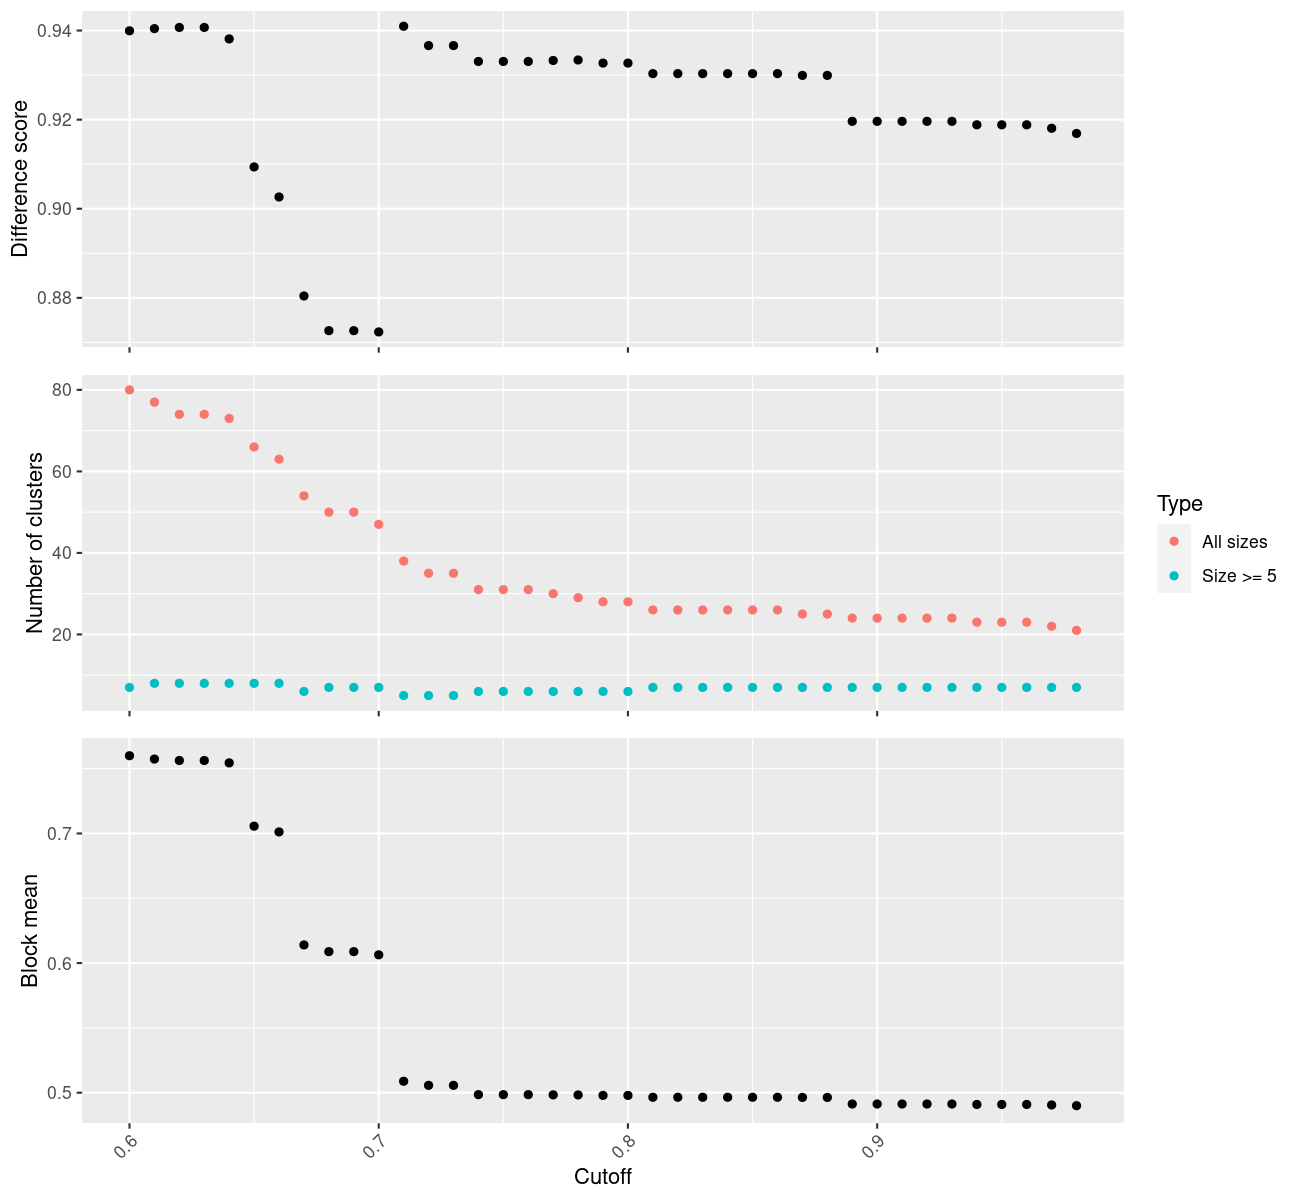 Difference score
0.94
0.92
0.90
0.88
Number of clusters
80
60
40
20
Type
All sizes
Size >= 5
Block mean
0.7
0.6
0.5
0.6
0.7
0.8
0.9
Cutoff